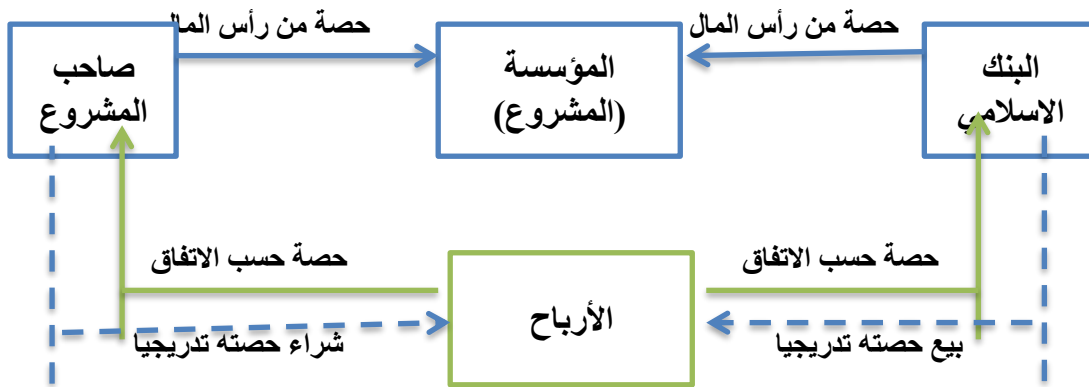 حصة من رأس المال
حصة من رأس المال
البنك
الاسلامي
المؤسسة
(المشروع)
صاحب
المشروع
حصة حسب الاتفاق
حصة حسب الاتفاق
الأرباح
بيع حصته تدريجيا
شراء حصته تدريجيا